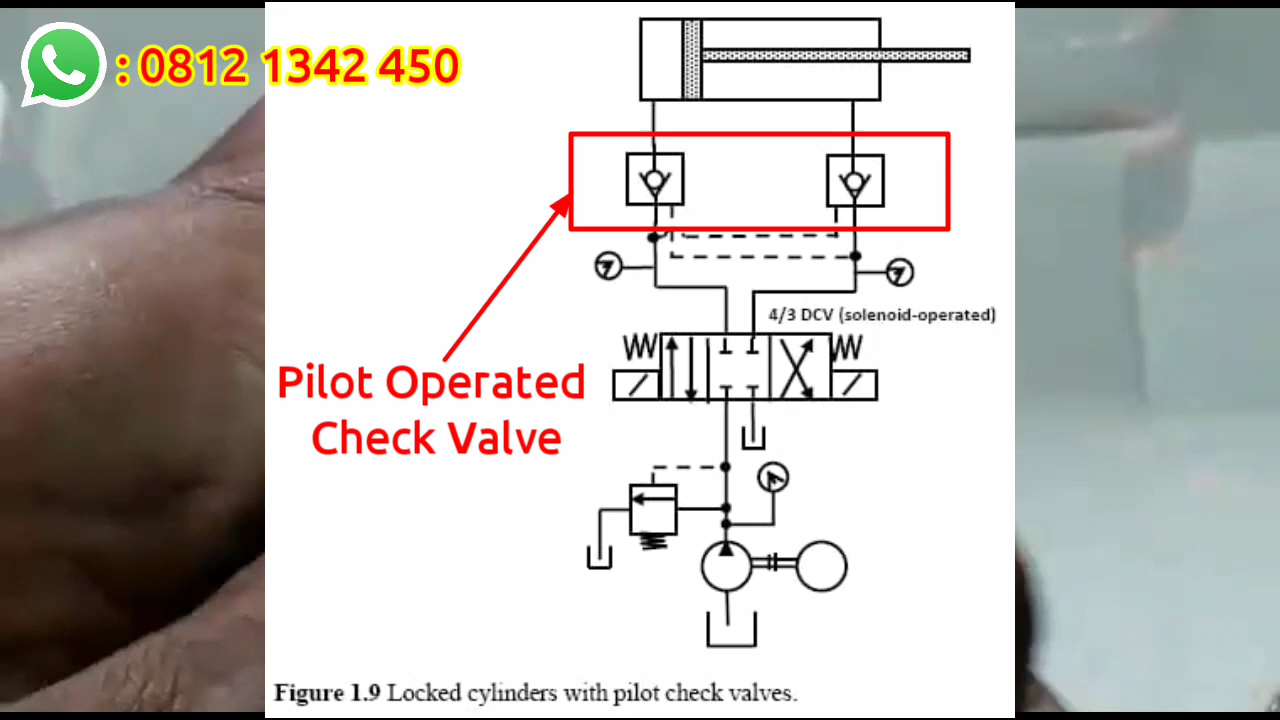 : 0812 1342 450
4/3 DCV (solenoid-operated)
Pilot Operated
Check Valve
Figure 1.9 Locked cylinders with pilot check valves.